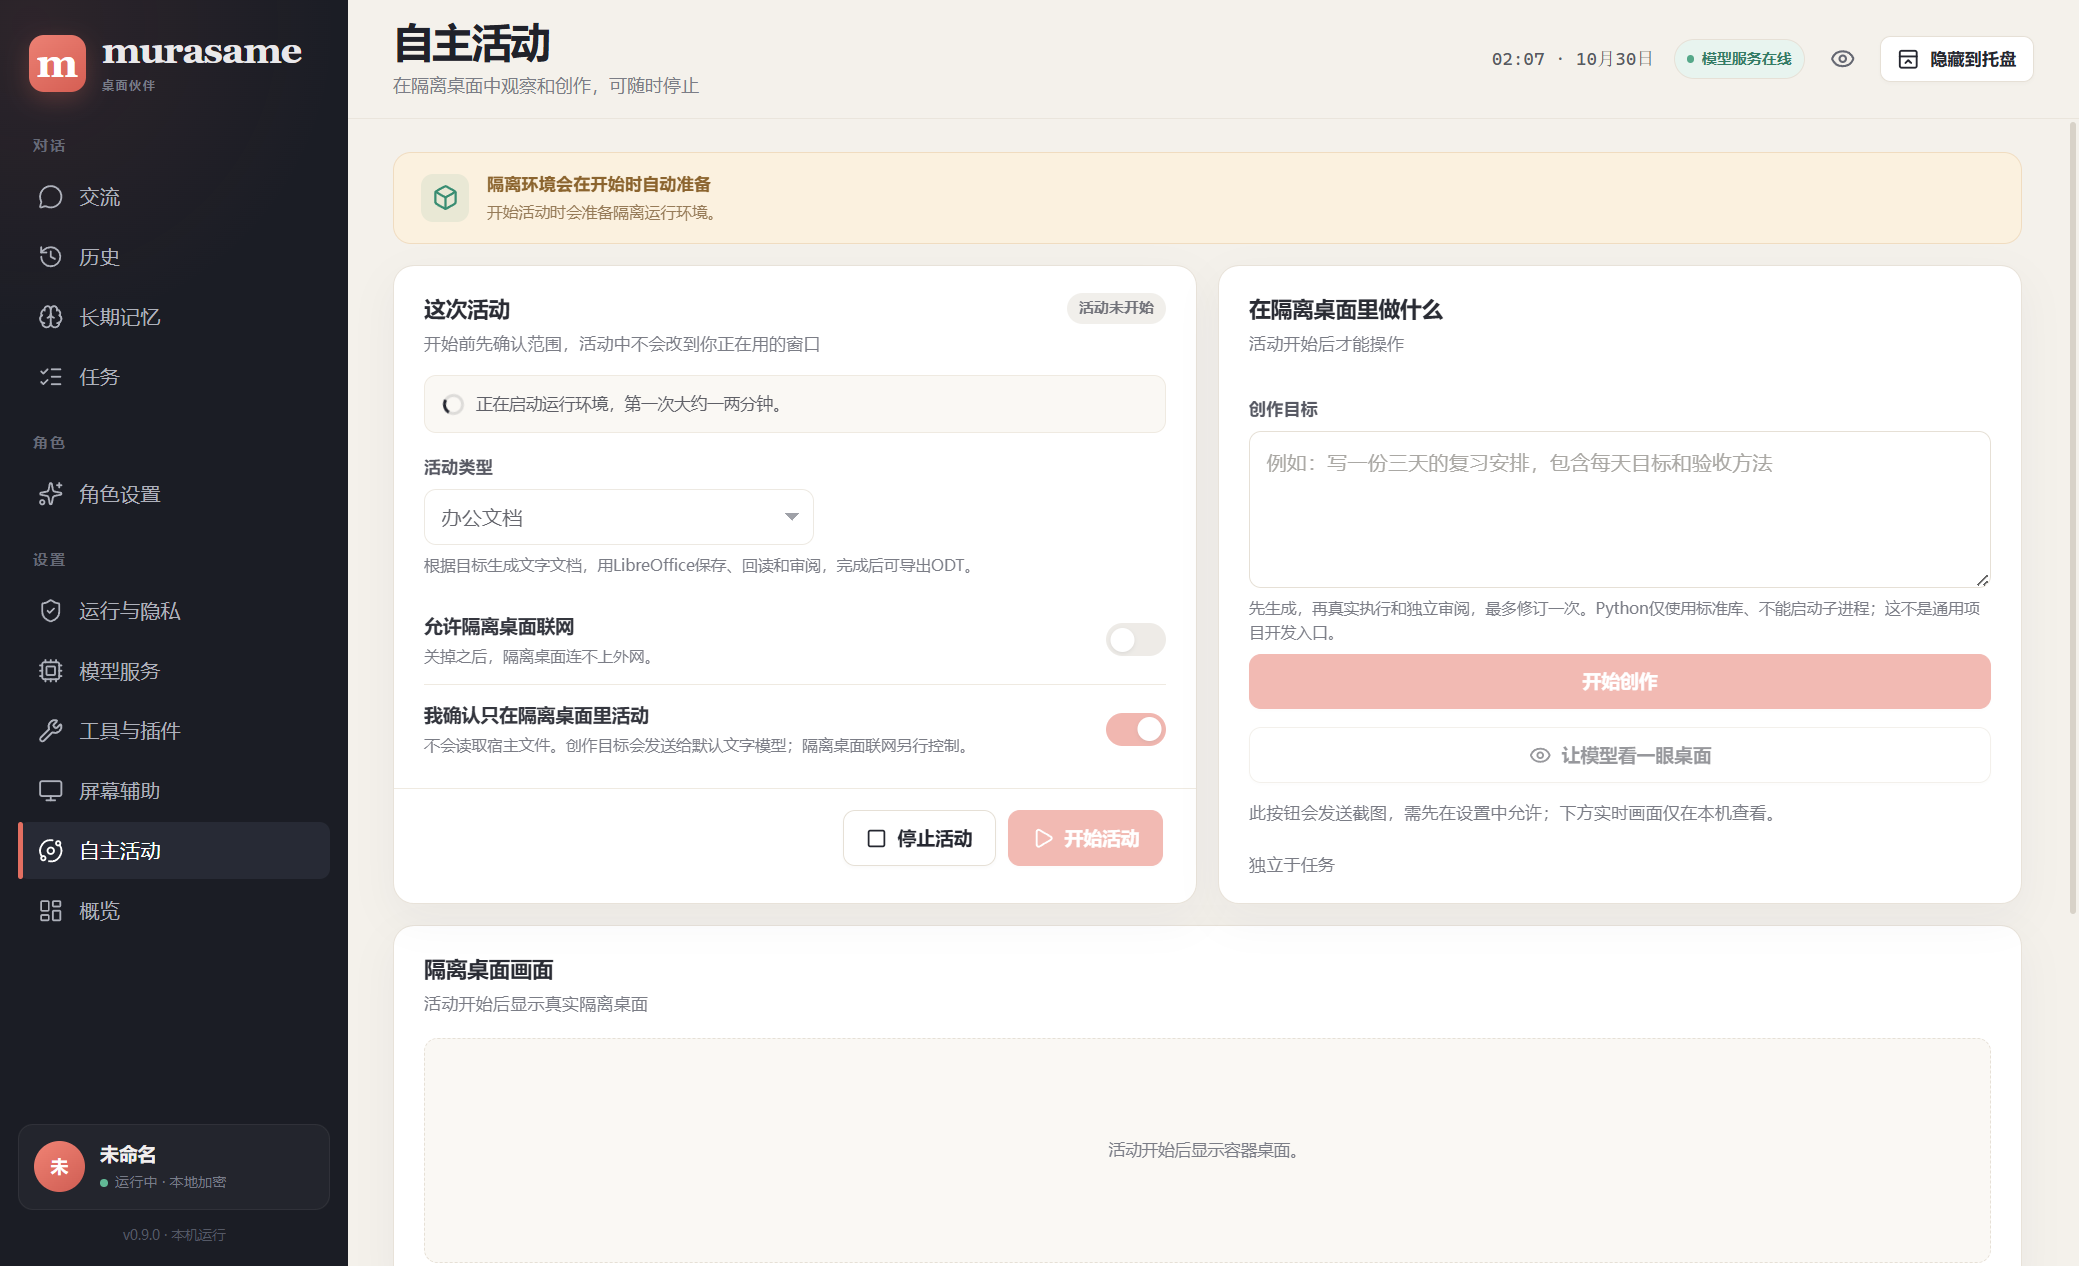 m
murasame
桌面伙伴
对话
交流
历史
长期记忆
任务
角色
角色设置
设置
运行与隐私
模型服务
工具与插件
屏幕辅助
自主活动
概览
未
未命名
运行中 · 本地加密
v0.9.0 · 本机运行
自主活动
在隔离桌面中观察和创作，可随时停止
02:07 · 10月30日
模型服务在线
隐藏到托盘
隔离环境会在开始时自动准备
开始活动时会准备隔离运行环境。
这次活动
活动未开始
开始前先确认范围，活动中不会改到你正在用的窗口
正在启动运行环境，第一次大约一两分钟。
活动类型
办公文档
根据目标生成文字文档，用LibreOffice保存、回读和审阅，完成后可导出ODT。
允许隔离桌面联网
关掉之后，隔离桌面连不上外网。
我确认只在隔离桌面里活动
不会读取宿主文件。创作目标会发送给默认文字模型；隔离桌面联网另行控制。
停止活动
开始活动
在隔离桌面里做什么
活动开始后才能操作
创作目标
例如：写一份三天的复习安排，包含每天目标和验收方法
先生成，再真实执行和独立审阅，最多修订一次。Python仅使用标准库、不能启动子进程；这不是通用项
目开发入口。
开始创作
让模型看一眼桌面
此按钮会发送截图，需先在设置中允许；下方实时画面仅在本机查看。
独立于任务
隔离桌面画面
活动开始后显示真实隔离桌面
活动开始后显示容器桌面。